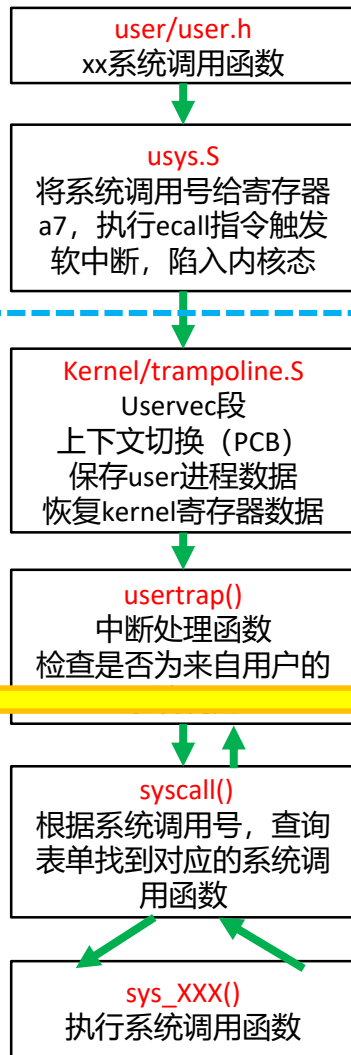 user/user.h
xx系统调用函数
usys.S
将系统调用号给寄存器
a7，执行ecall指令触发
软中断，陷入内核态
Kernel/trampoline.S
Uservec段
上下文切换（PCB）
保存user进程数据
恢复kernel寄存器数据
usertrap()
中断处理函数
检查是否为来自用户的
syscall()
根据系统调用号，查询
表单找到对应的系统调
用函数
sys_XXX()
执行系统调用函数